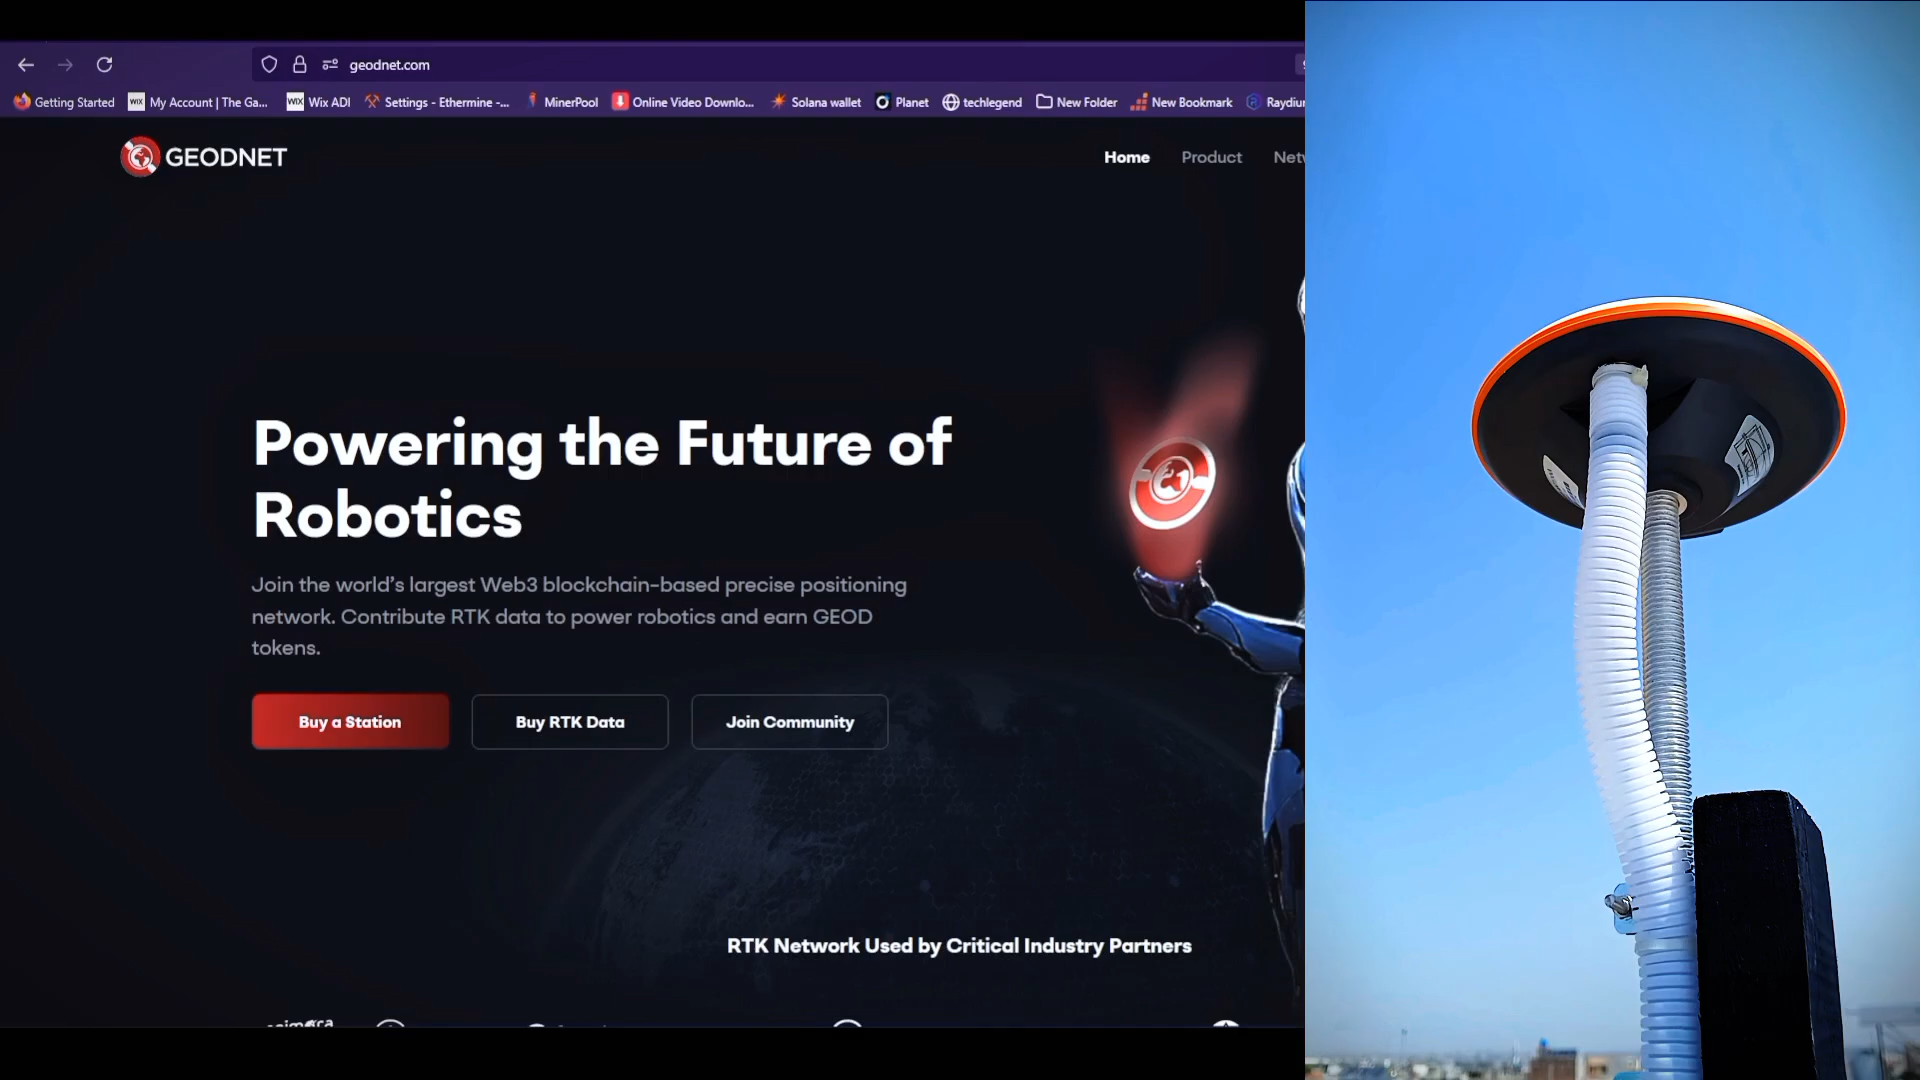 geodnet.com
Getting Started
My Account | The Ga...
Wix ADI
Settings - Ethermine -...
MinerPool
Online Video Downlo...
Solana wallet
Planet
techlegend
New Folder
New Bookmark
Raydiu
GEODNET
Home
Product
Powering the Future of
Robotics
Join the world's largest Web3 blockchain-based precise positioning
network. Contribute RTK data to power robotics and earn GEOD
tokens.
Buy a Station
Buy RTK Data
Join Community
RTK Network Used by Critical Industry Partners